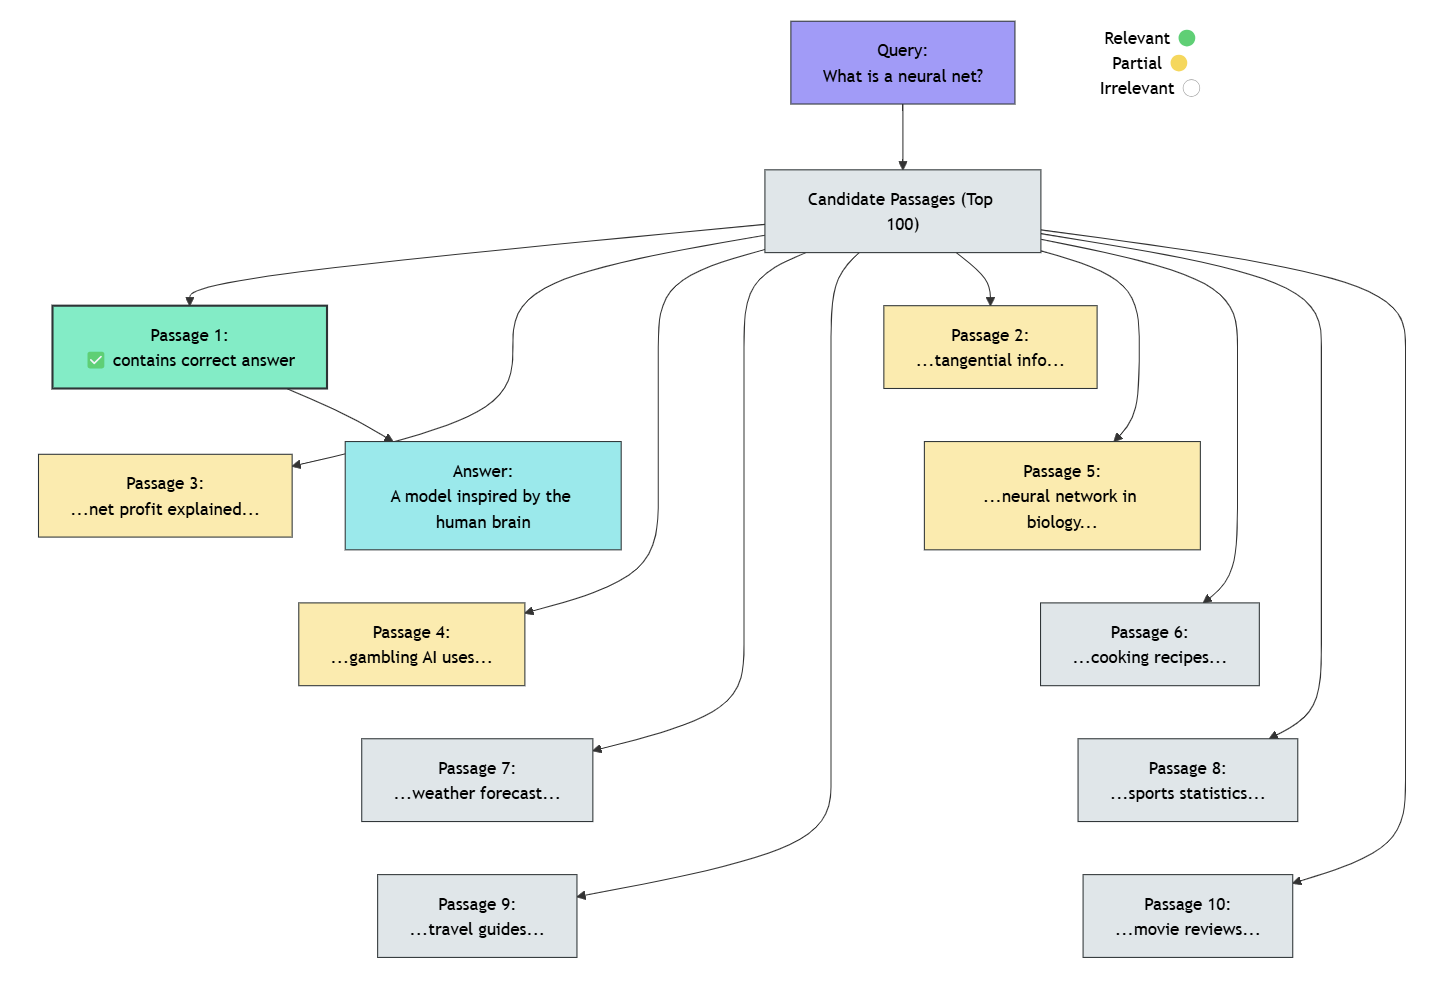 Query:
What is a neural net?
Relevant
Partial
Irrelevant
Candidate Passages (Top
100)
Passage 1:
✅ contains correct answer
Passage 2:
...tangential info...
Passage 3:
...net profit explained...
Answer:
A model inspired by the
human brain
Passage 5:
...neural network in
biology...
Passage 4:
...gambling AI uses...
Passage 6:
...cooking recipes...
Passage 7:
...weather forecast...
Passage 8:
...sports statistics...
Passage 9:
...travel guides...
Passage 10:
...movie reviews...